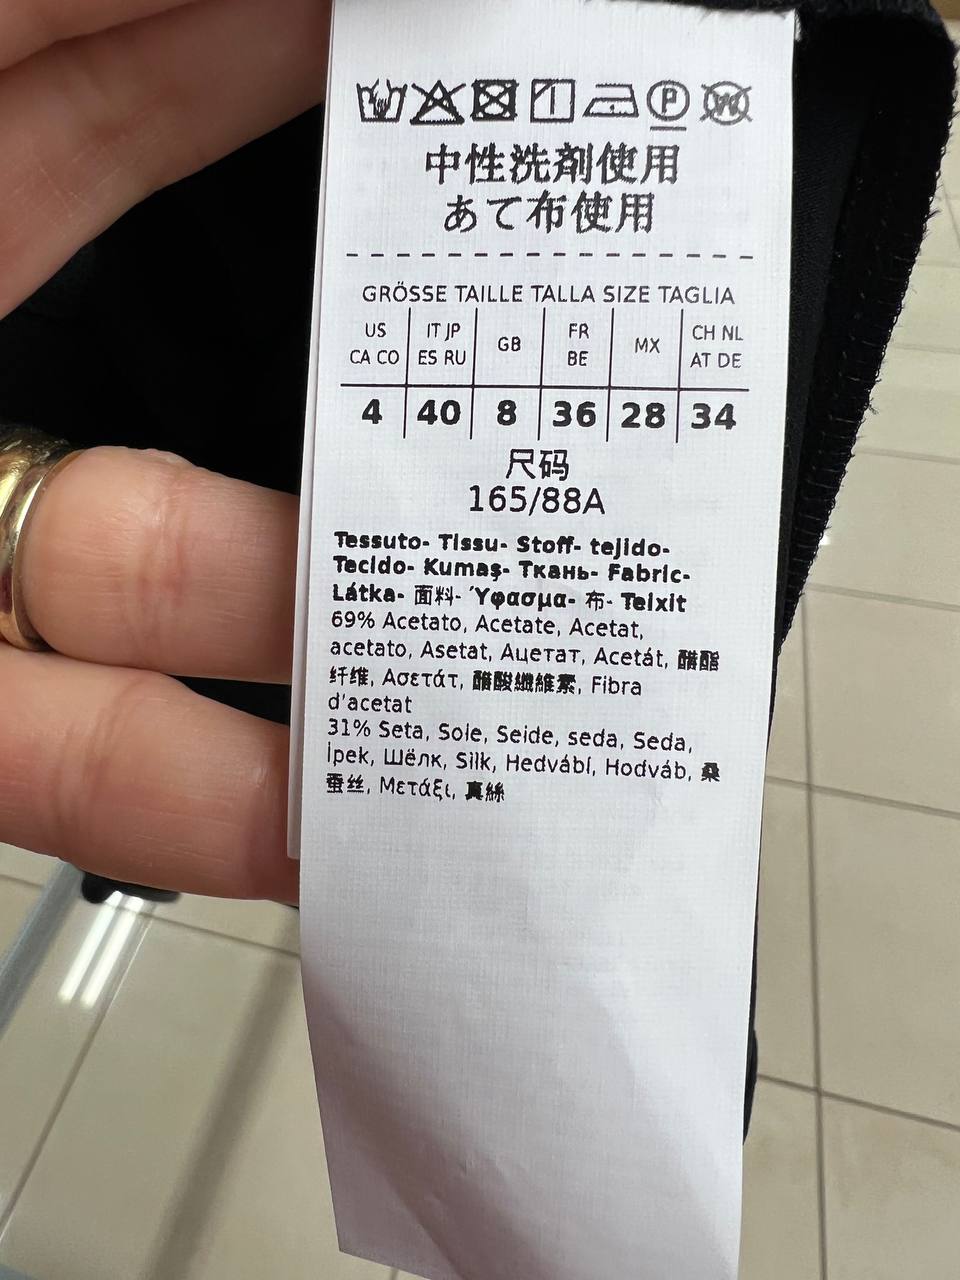 P W
中性洗剤使用
あて布使用
GRÖSSE TAILLE TALLA SIZE TAGLIA
US CA CO | IT JP ES RU | GB | FR BE | MX | CH NL AT DE
4 | 40 | 8 | 36 | 28 | 34
尺码
165/88A
Tessuto- Tissu- Stoff- tejido-
Tecido- Kumaş- Ткань- Fabric-
Látka- 面料- Ύφασμα- 布- Teixit
69% Acetato, Acetate, Acetat,
acetato, Asetat, Ацетат, Acetát, 醋酯
纤维, Ασετάτ, 醋酸繊維素, Fibra
d'acetat
31% Seta, Soie, Seide, seda, Seda,
İpek, Шёлк, Silk, Hedvábí, Hodváb, 桑
蚕丝, Μετάξι, 真絲